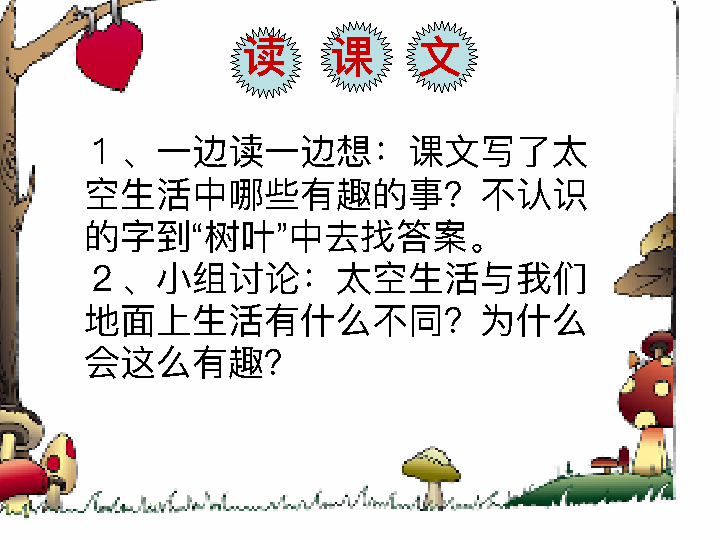 读课文
１、一边读一边想：课文写了太
空生活中哪些有趣的事？不认识
的字到“树叶”中去找答案。
２、小组讨论：太空生活与我们
地面上生活有什么不同？为什么
会这么有趣？